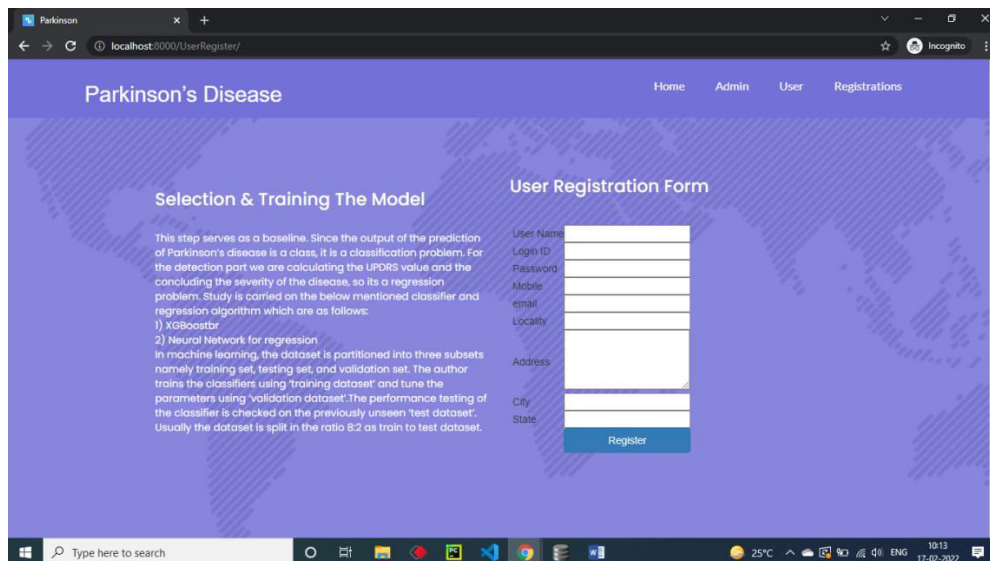 Parkinson
localhost:8000/UserRegister/
Incognito
Parkinson's Disease
Home Admin User Registrations
Selection & Training The Model
This step serves as a baseline. Since the output of the prediction
of Parkinson's disease is a class, it is a classification problem. For
the detection part we are calculating the UPDRS value and the
concluding the severity of the disease, so its a regression
problem. Study is carried on the below mentioned classifier and
regression algorithm which are as follows:
1) XGBoostbr
2) Neural Network for regression
In machine learning, the dataset is partitioned into three subsets
namely training set, testing set, and validation set. The author
trains the classifiers using 'training dataset' and tune the
parameters using 'validation dataset'.The performance testing of
the classifier is checked on the previously unseen 'test dataset'.
Usually the dataset is split in the ratio 8:2 as train to test dataset.
User Registration Form
User Name
Login ID
Password
Mobile
email
Locality
Address
City
State
Register
Type here to search
25°C
ENG
10:13
17-02-2022